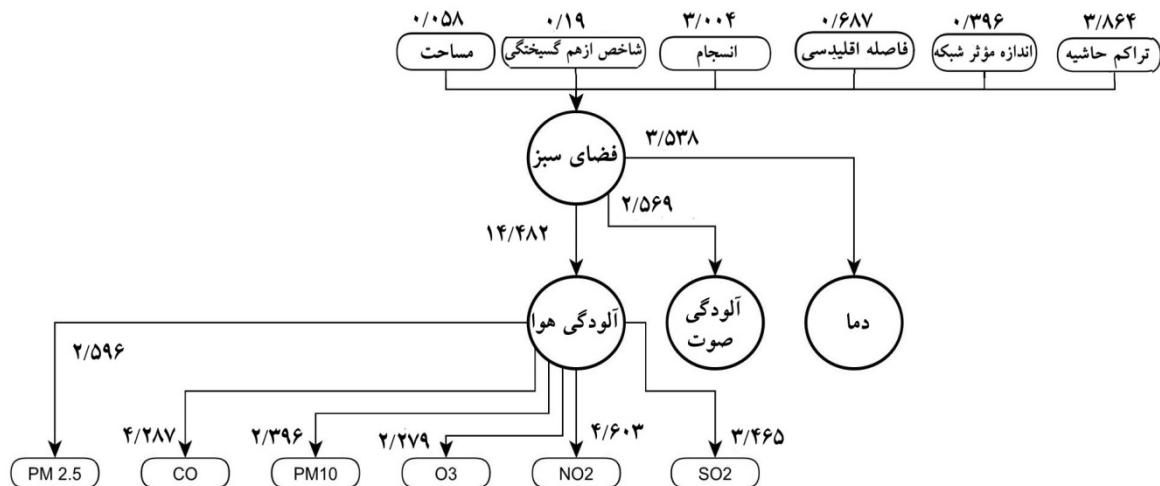 ۳/۸۶۴ ۰/۳۹۶ ۰/۶۸۷ ۳/۰۰۴ ۰/۱۹ ۰/۰۵۸
تراکم حاشیه
اندازه مؤثر شبکه
فاصله اقلیدسی
انسجام
شاخص ازهم گسیختگی
مساحت
فضای سبز
۳/۵۳۸
۲/۵۶۹
۱۴/۴۸۲
دما
آلودگی
صوت
آلودگی هوا
۲/۵۹۶
۴/۲۸۷
۲/۳۹۶
۲/۲۷۹
۴/۶۰۳
۳/۴۶۵
PM 2.5
CO
PM10
O3
NO2
SO2